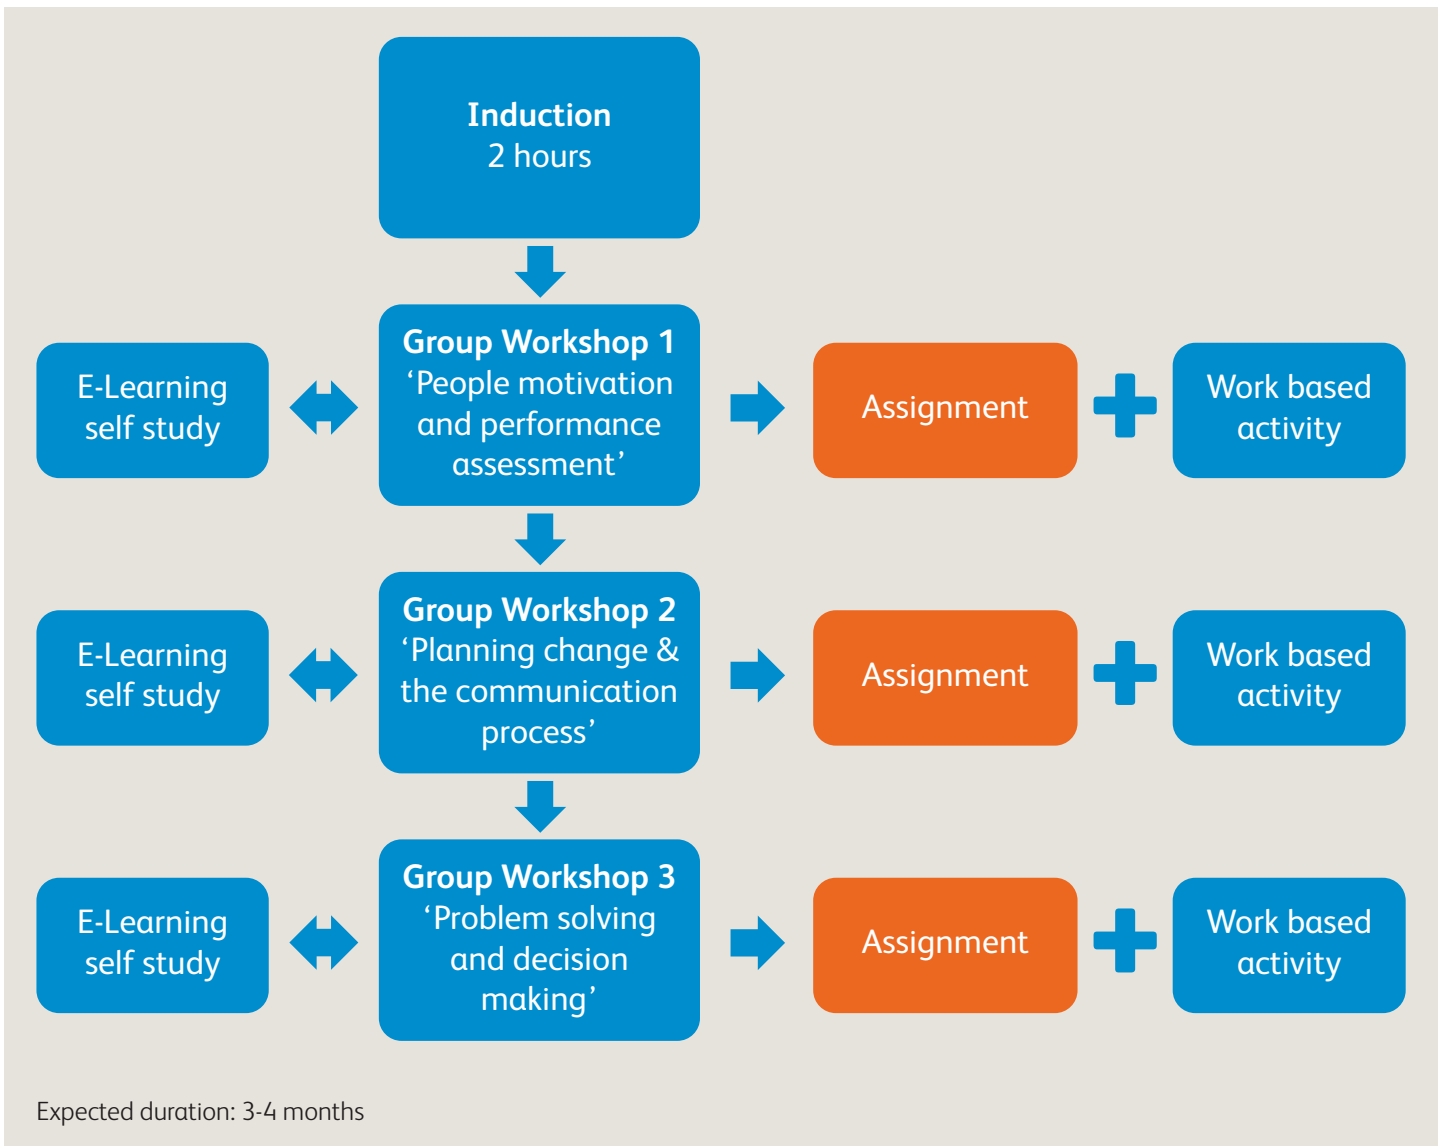 Induction
2 hours
E-Learning
self study
Group Workshop 1
‘People motivation
and performance
assessment’
Assignment
Work based
activity
E-Learning
self study
Group Workshop 2
‘Planning change &
the communication
process’
Assignment
Work based
activity
E-Learning
self study
Group Workshop 3
‘Problem solving
and decision
making’
Assignment
Work based
activity
Expected duration: 3-4 months